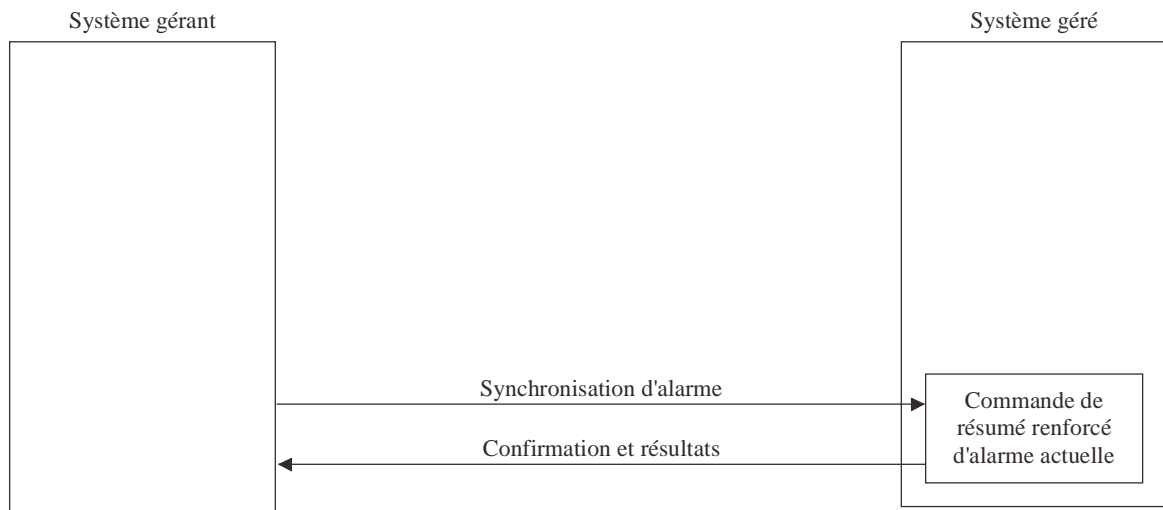 Système gérant
Système géré
Synchronisation d'alarme
Commande de
résumé renforcé
d'alarme actuelle
Confirmation et résultats